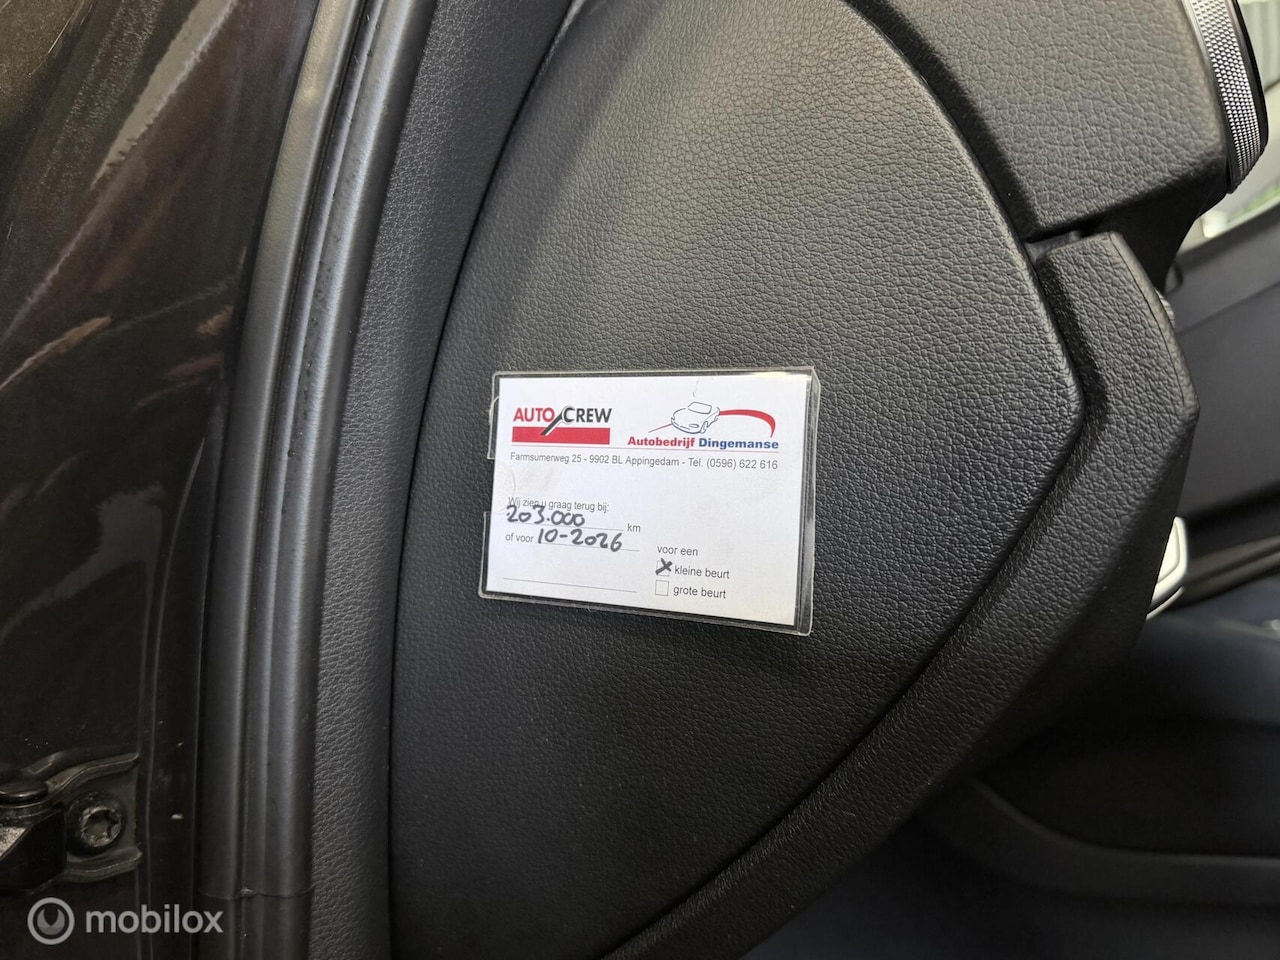 AUTO CREW
Autobedrijf Dingemanse
Farmsumerweg 25 - 9902 BL Appingedam - Tel. (0596) 622 616
Wij zien u graag terug bij:
203.000 km
of voor 10-2026
voor een
kleine beurt
grote beurt
mobilox